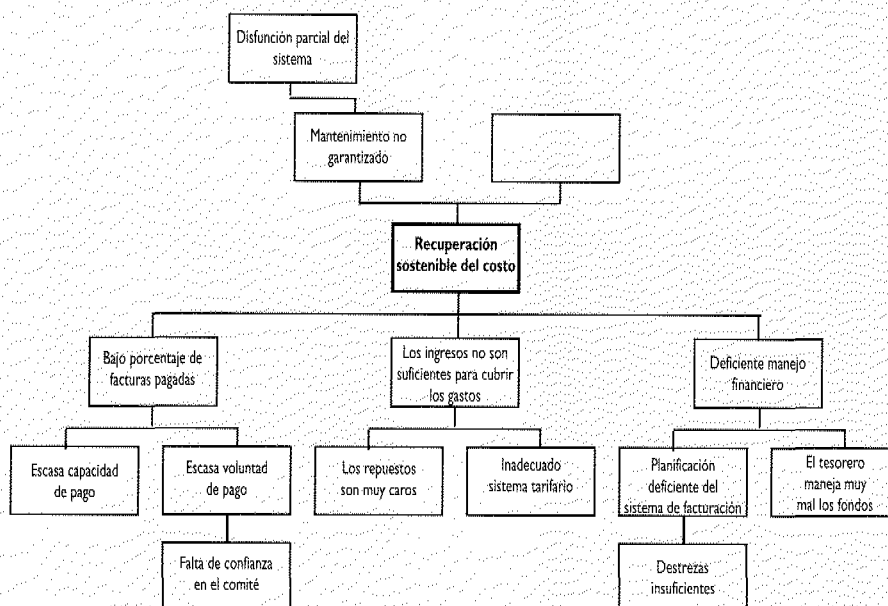 Disfunción parcial del
sistema
Mantenimiento no
garantizado
Recuperación
sostenible del costo
Bajo porcentaje de
facturas pagadas
Los ingresos no son
suficientes para cubrir
los gastos
Deficiente manejo
financiero
Escasa capacidad
de pago
Escasa voluntad
de pago
Los repuestos
son muy caros
Inadecuado
sistema tarifario
Planificación
deficiente del
sistema de facturación
El tesorero
maneja muy
mal los fondos
Falta de confianza
en el comité
Destrezas
insuficientes